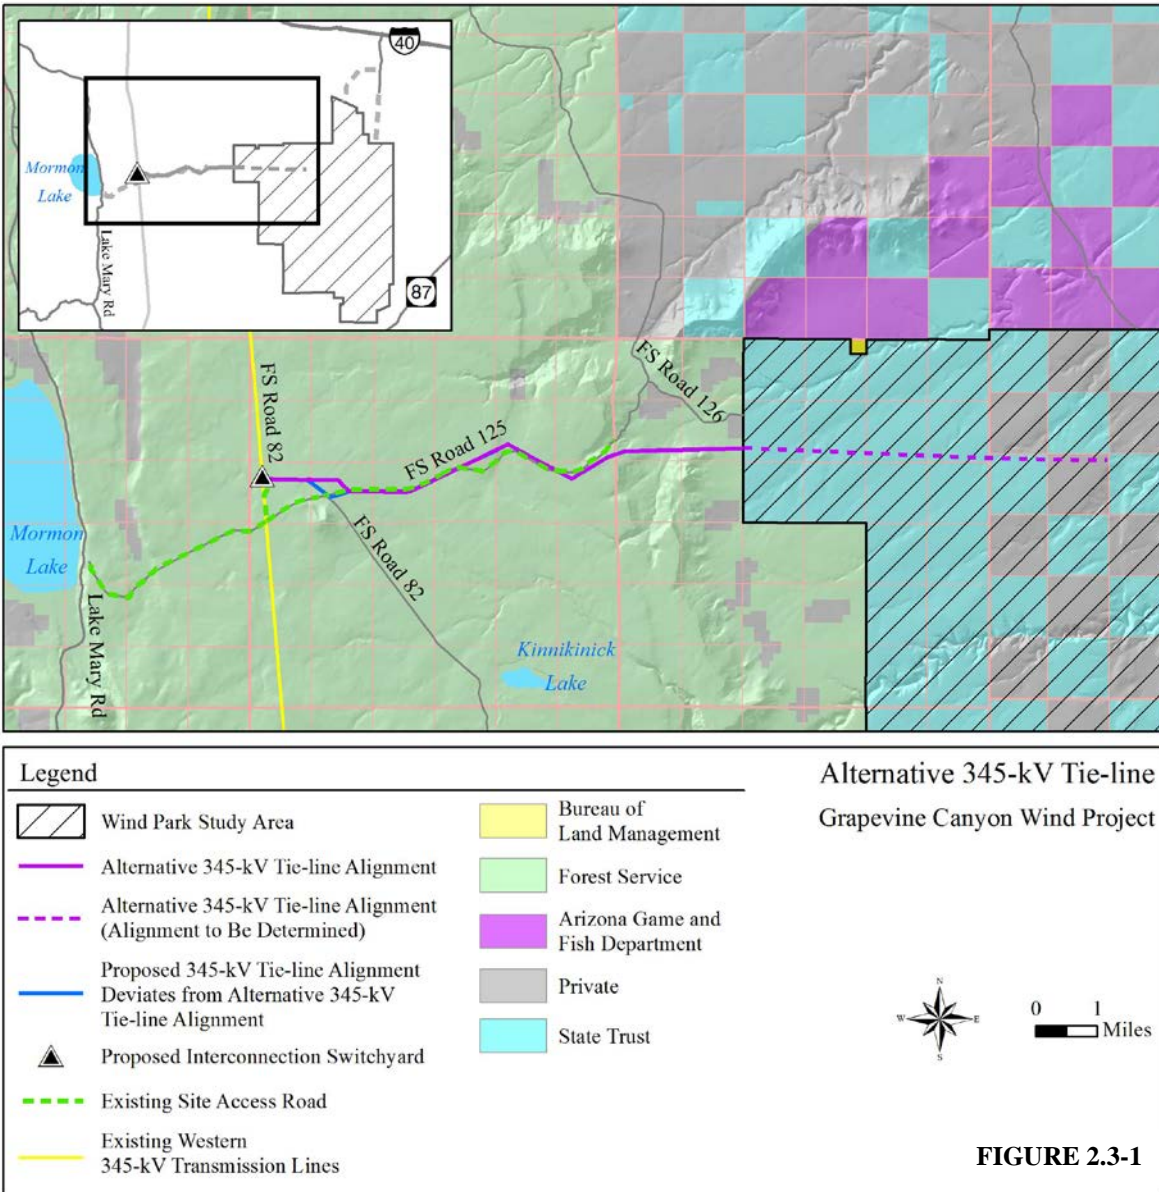 40
Mormon
Lake
Lake Mary Rd
87
FS Road 82
FS Road 126
FS Road 125
FS Road 82
Mormon
Lake
Lake Mary Rd
Kinnikinick
Lake
Legend
Wind Park Study Area
Alternative 345-kV Tie-line Alignment
Alternative 345-kV Tie-line Alignment
(Alignment to Be Determined)
Proposed 345-kV Tie-line Alignment
Deviates from Alternative 345-kV
Tie-line Alignment
Proposed Interconnection Switchyard
Existing Site Access Road
Existing Western
345-kV Transmission Lines
Bureau of
Land Management
Forest Service
Arizona Game and
Fish Department
Private
State Trust
Alternative 345-kV Tie-line
Grapevine Canyon Wind Project
N
W E
S
0 1
Miles
FIGURE 2.3-1